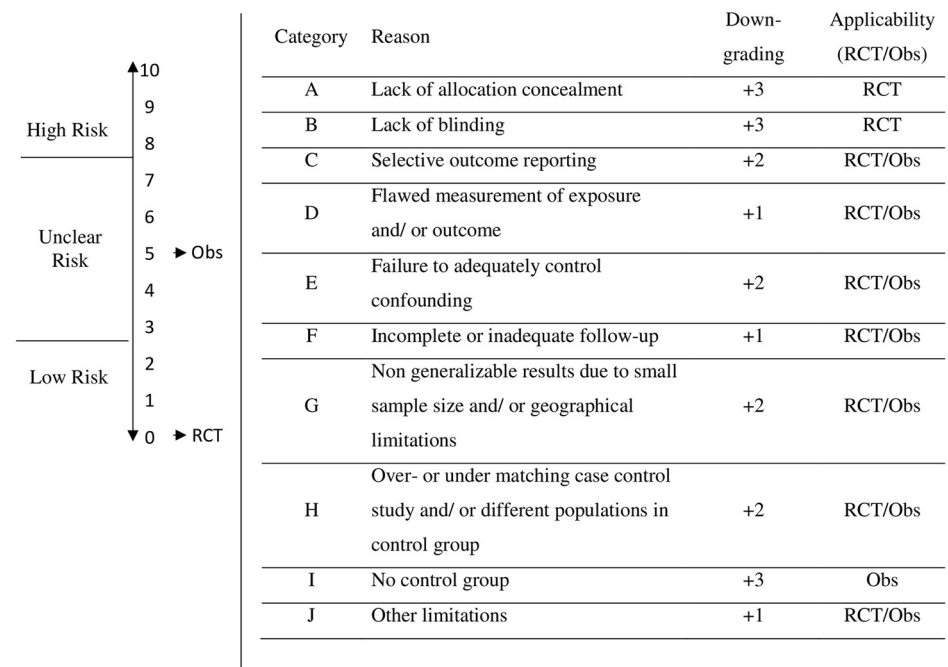 10
9
High Risk
8
7
6
Unclear
Risk
5
Obs
4
3
2
Low Risk
1
0
RCT
Category Reason Down-
grading Applicability
(RCT/Obs)
A Lack of allocation concealment +3 RCT
B Lack of blinding +3 RCT
C Selective outcome reporting +2 RCT/Obs
D Flawed measurement of exposure
and/ or outcome +1 RCT/Obs
E Failure to adequately control
confounding +2 RCT/Obs
F Incomplete or inadequate follow-up +1 RCT/Obs
G Non generalizable results due to small
sample size and/ or geographical +2 RCT/Obs
limitations
H Over- or under matching case control
study and/ or different populations in +2 RCT/Obs
control group
I No control group +3 Obs
J Other limitations +1 RCT/Obs